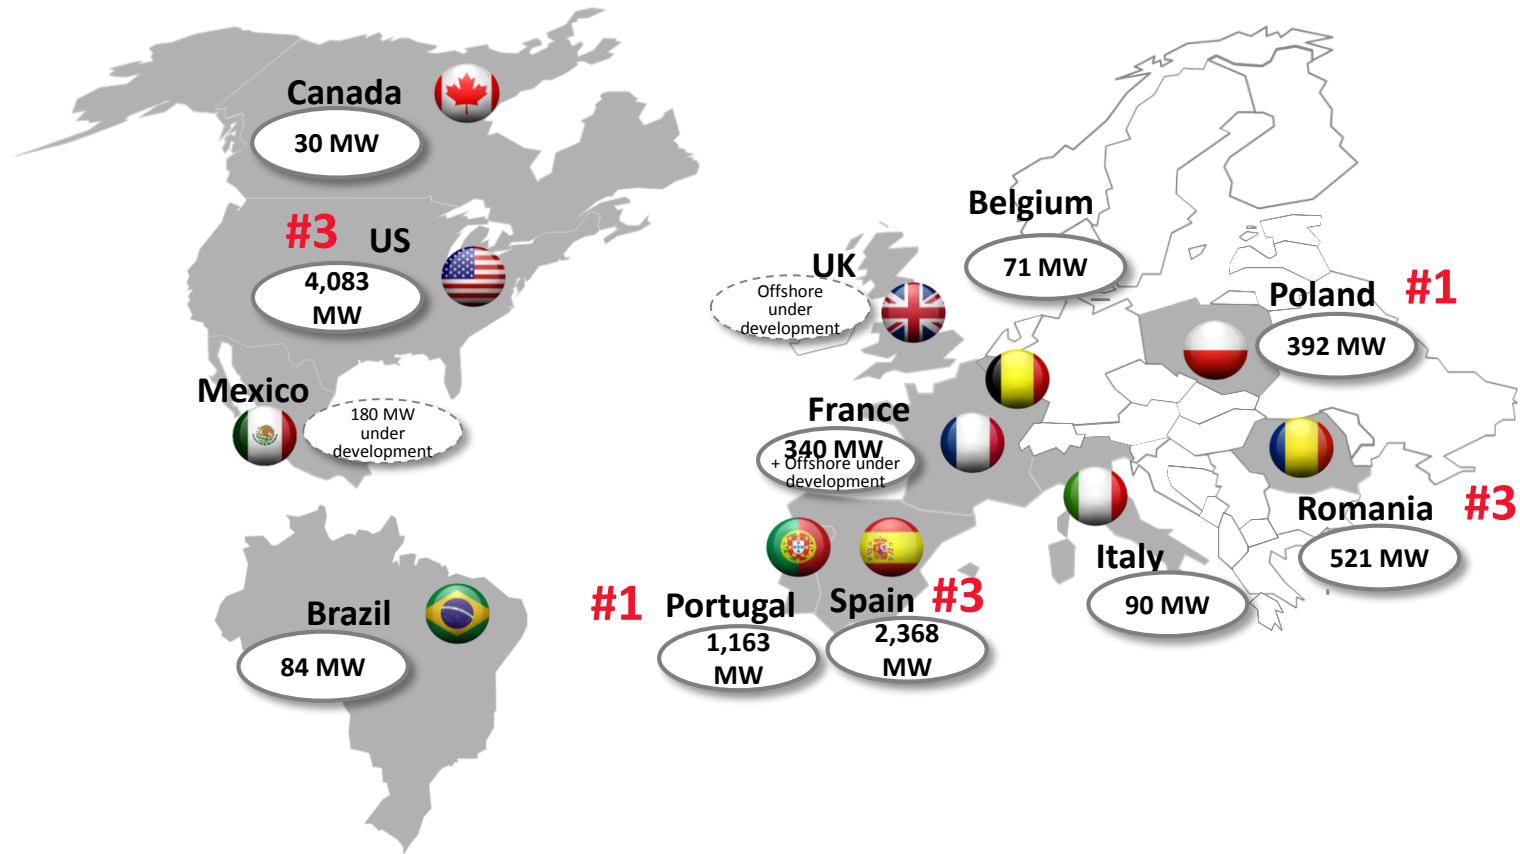 Canada
30 MW
#3 US
4,083
MW
Mexico
180 MW
under
development
Brazil
84 MW
UK
Offshore
under
development
Belgium
71 MW
Poland #1
392 MW
France
340 MW
+ Offshore under
development
Romania #3
521 MW
Italy
90 MW
#1 Portugal
1,163
MW
Spain #3
2,368
MW